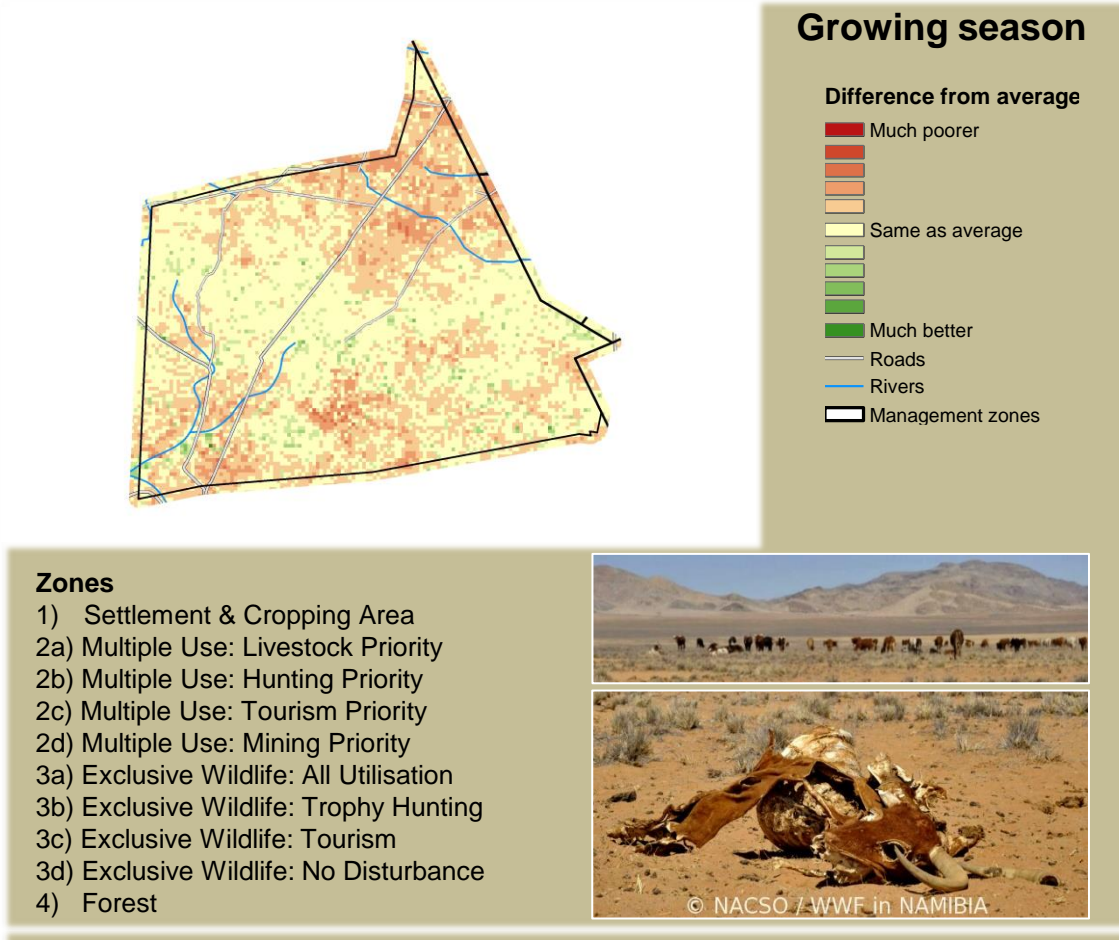 Growing season
Difference from average
Much poorer
Same as average
Much better
Roads
Rivers
Management zones
Zones
1) Settlement & Cropping Area
2a) Multiple Use: Livestock Priority
2b) Multiple Use: Hunting Priority
2c) Multiple Use: Tourism Priority
2d) Multiple Use: Mining Priority
3a) Exclusive Wildlife: All Utilisation
3b) Exclusive Wildlife: Trophy Hunting
3c) Exclusive Wildlife: Tourism
3d) Exclusive Wildlife: No Disturbance
4) Forest
© NACSO / WWF in NAMIBIA